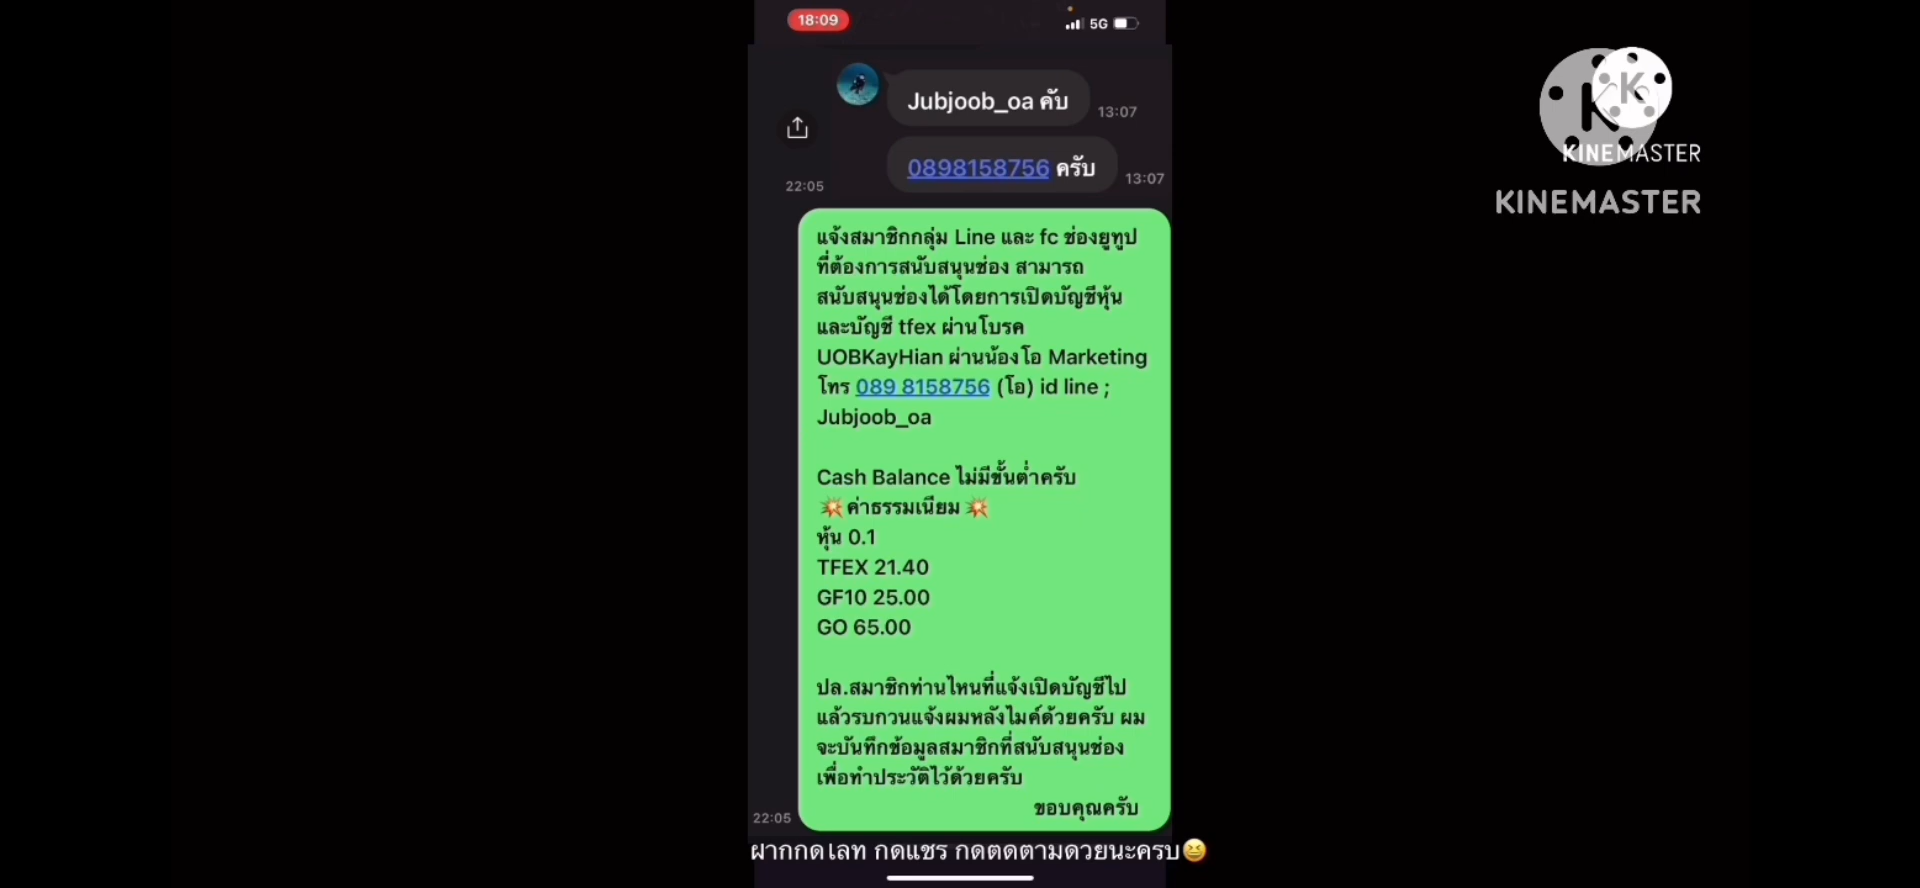 18:09
5G
Jubjoob_oa คับ
13:07
0898158756 ครับ
13:07
22:05
แจ้งสมาชิกกลุ่ม Line และ fc ช่องยูทูป
ที่ต้องการสนับสนุนช่อง สามารถ
สนับสนุนช่องได้โดยการเปิดบัญชีหุ้น
และบัญชี tfex ผ่านโบรค
UOBKayHian ผ่านน้องโอ Marketing
โทร 089 8158756 (โอ) id line ;
Jubjoob_oa
Cash Balance ไม่มีขั้นต่ำครับ
💥ค่าธรรมเนียม💥
หุ้น 0.1
TFEX 21.40
GF10 25.00
GO 65.00
ปล.สมาชิกท่านไหนที่แจ้งเปิดบัญชีไป
แล้วรบกวนแจ้งผมหลังไมค์ด้วยครับ ผม
จะบันทึกข้อมูลสมาชิกที่สนับสนุนช่อง
เพื่อทำประวัติไว้ด้วยครับ
ขอบคุณครับ
22:05
ฝากกดเลท กดแชร กดตดตามดวยนะครบ😆
K
K
KINEMASTER
KINEMASTER